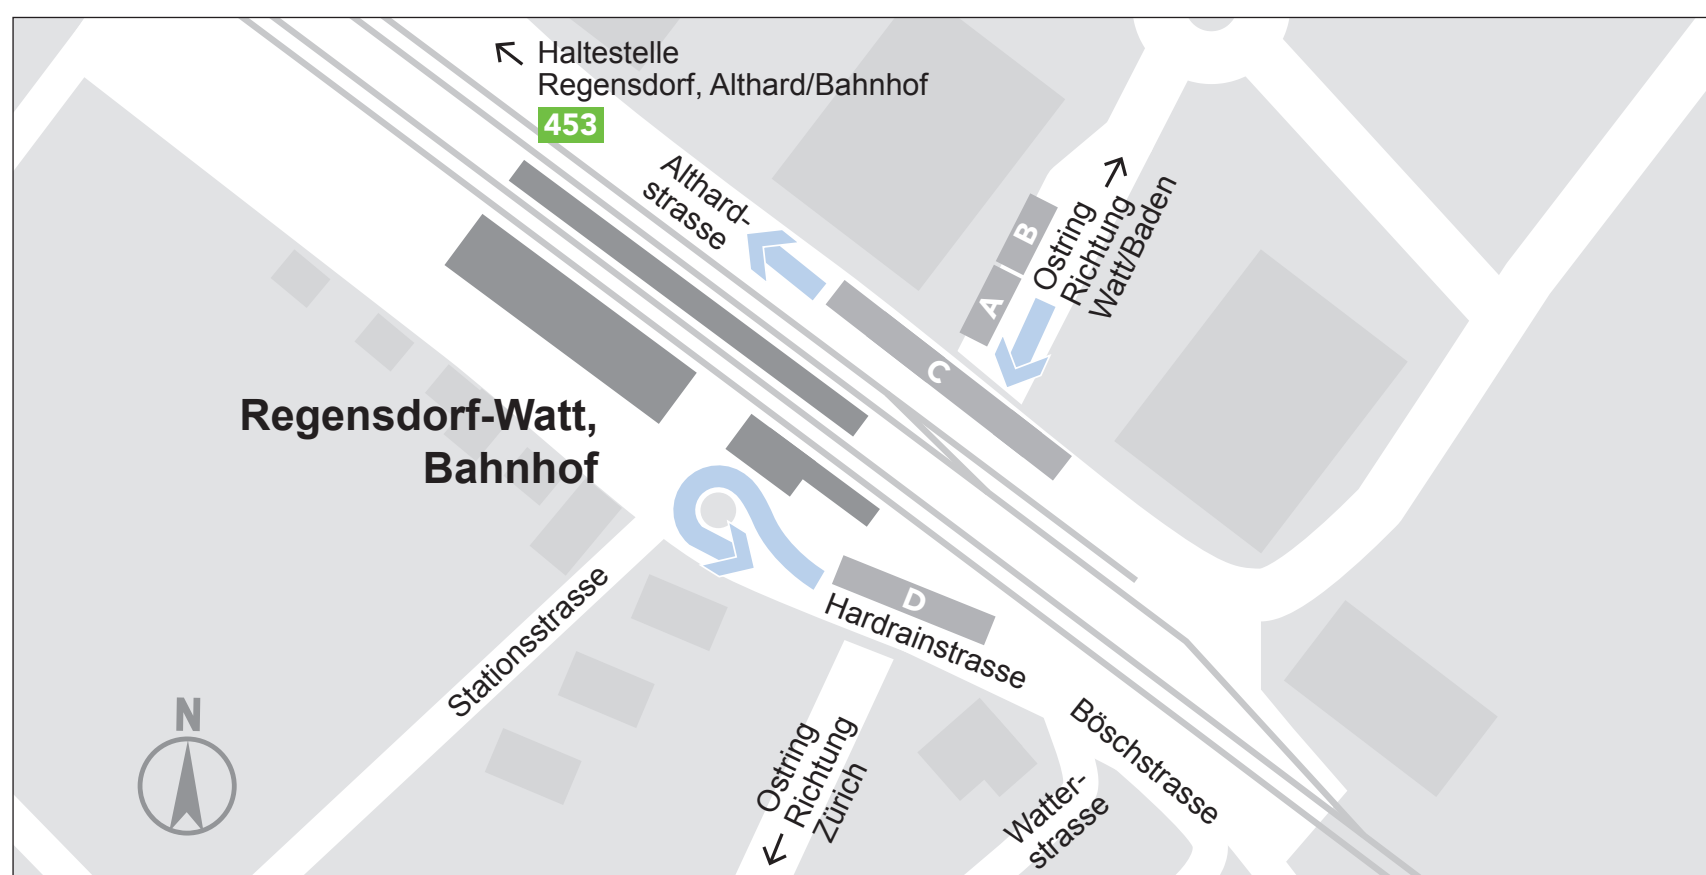 Haltestelle
Regensdorf, Althard/Bahnhof
453
Althard-
strasse
Ostring
Richtung
Watt/Baden
B
A
C
Regensdorf-Watt,
Bahnhof
D
Hardrainstrasse
Stationsstrasse
N
Ostring
Richtung
Zürich
Böschstrasse
Watter-
strasse